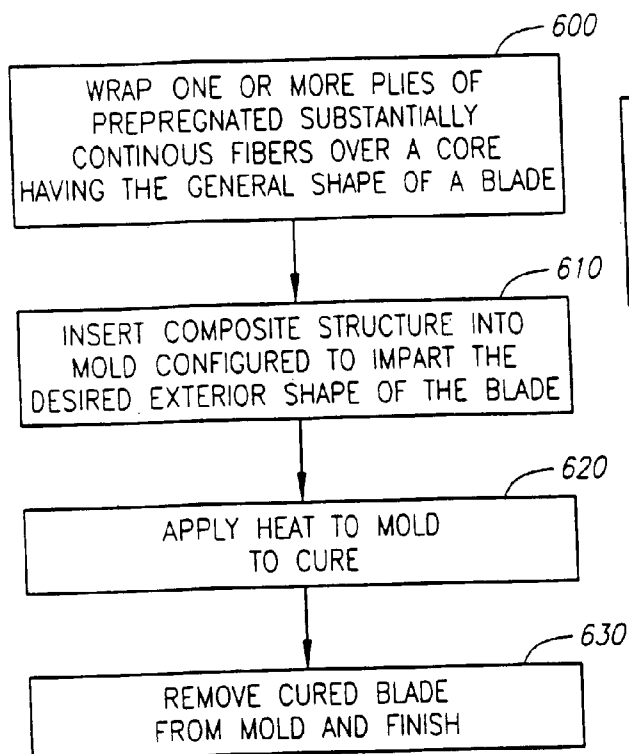 600
WRAP ONE OR MORE PLIES OF
PREPREGNATED SUBSTANTIALLY
CONTINOUS FIBERS OVER A CORE
HAVING THE GENERAL SHAPE OF A BLADE
610
INSERT COMPOSITE STRUCTURE INTO
MOLD CONFIGURED TO IMPART THE
DESIRED EXTERIOR SHAPE OF THE BLADE
620
APPLY HEAT TO MOLD
TO CURE
630
REMOVE CURED BLADE
FROM MOLD AND FINISH